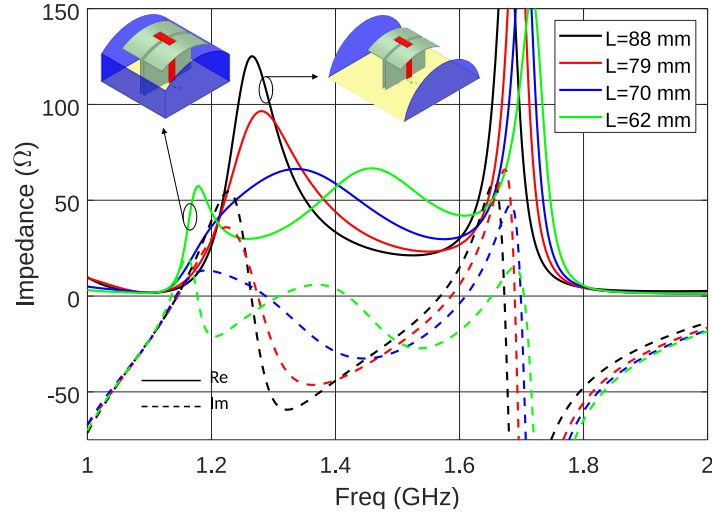 150
100
50
0
-50
Impedance (Ω)
L=88 mm
L=79 mm
L=70 mm
L=62 mm
Re
Im
1
1.2
1.4
1.6
1.8
2
Freq (GHz)